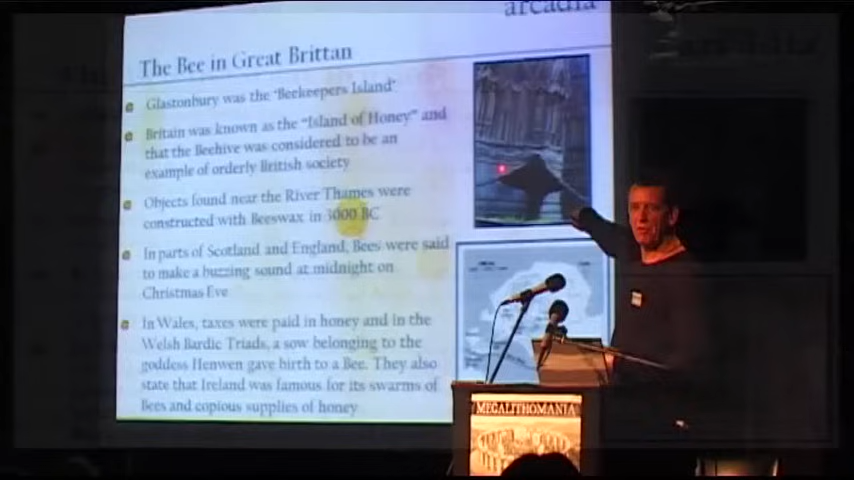 arcadia
The Bee in Great Brittan
Glastonbury was the 'Beekeepers Island'
Britain was known as the "Island of Honey" and
that the Beehive was considered to be an
example of orderly British society
Objects found near the River Thames were
constructed with Beeswax in 3000 BC
In parts of Scotland and England, Bees were said
to make a buzzing sound at midnight on
Christmas Eve
In Wales, taxes were paid in honey and in the
Welsh Bardic Triads, a sow belonging to the
goddess Henwen gave birth to a Bee. They also
state that Ireland was famous for its swarms of
Bees and copious supplies of honey
MEGALITHOMANIA